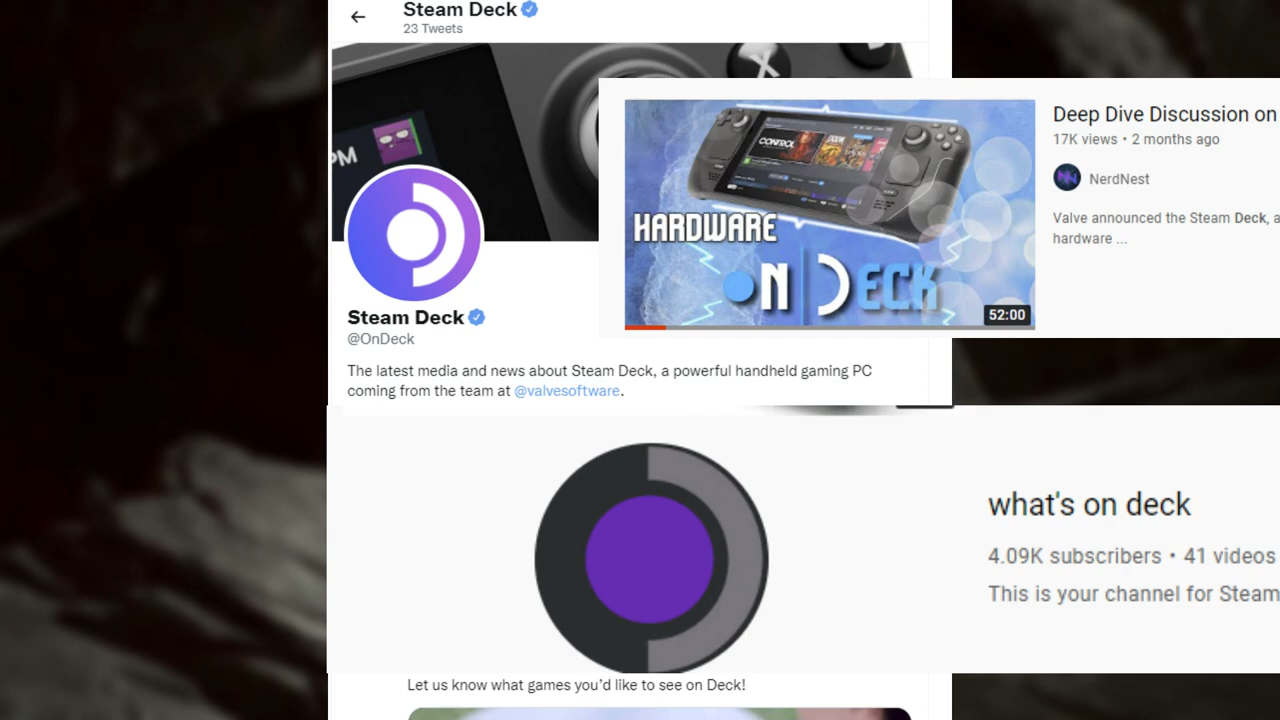 Steam Deck
23 Tweets
PM
X
Deep Dive Discussion on
17K views • 2 months ago
NerdNest
Valve announced the Steam Deck, a
hardware ...
CONTROL
DOOM
HARDWARE
ON DECK
52:00
Steam Deck
@OnDeck
The latest media and news about Steam Deck, a powerful handheld gaming PC
coming from the team at @valvesoftware.
what's on deck
4.09K subscribers • 41 videos
This is your channel for Steam
Let us know what games you'd like to see on Deck!